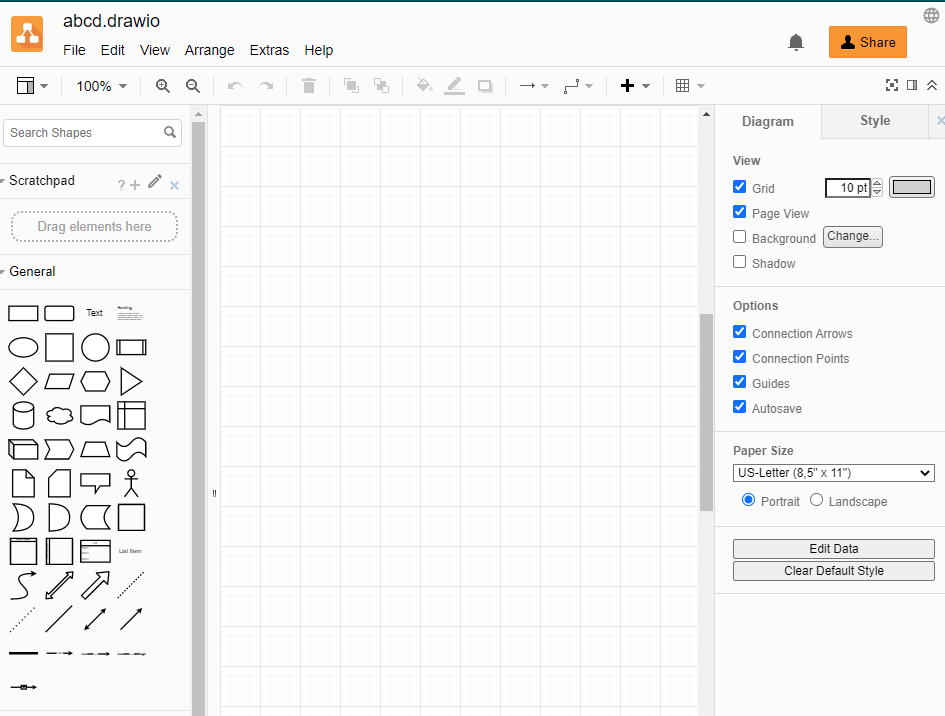 abcd.drawio
File Edit View Arrange Extras Help
Share
100%
Search Shapes
Scratchpad
?
Drag elements here
General
Text
Heading
List Item
Diagram Style
View
Grid 10 pt
Page View
Background Change...
Shadow
Options
Connection Arrows
Connection Points
Guides
Autosave
Paper Size
US-Letter (8,5" x 11")
Portrait Landscape
Edit Data
Clear Default Style